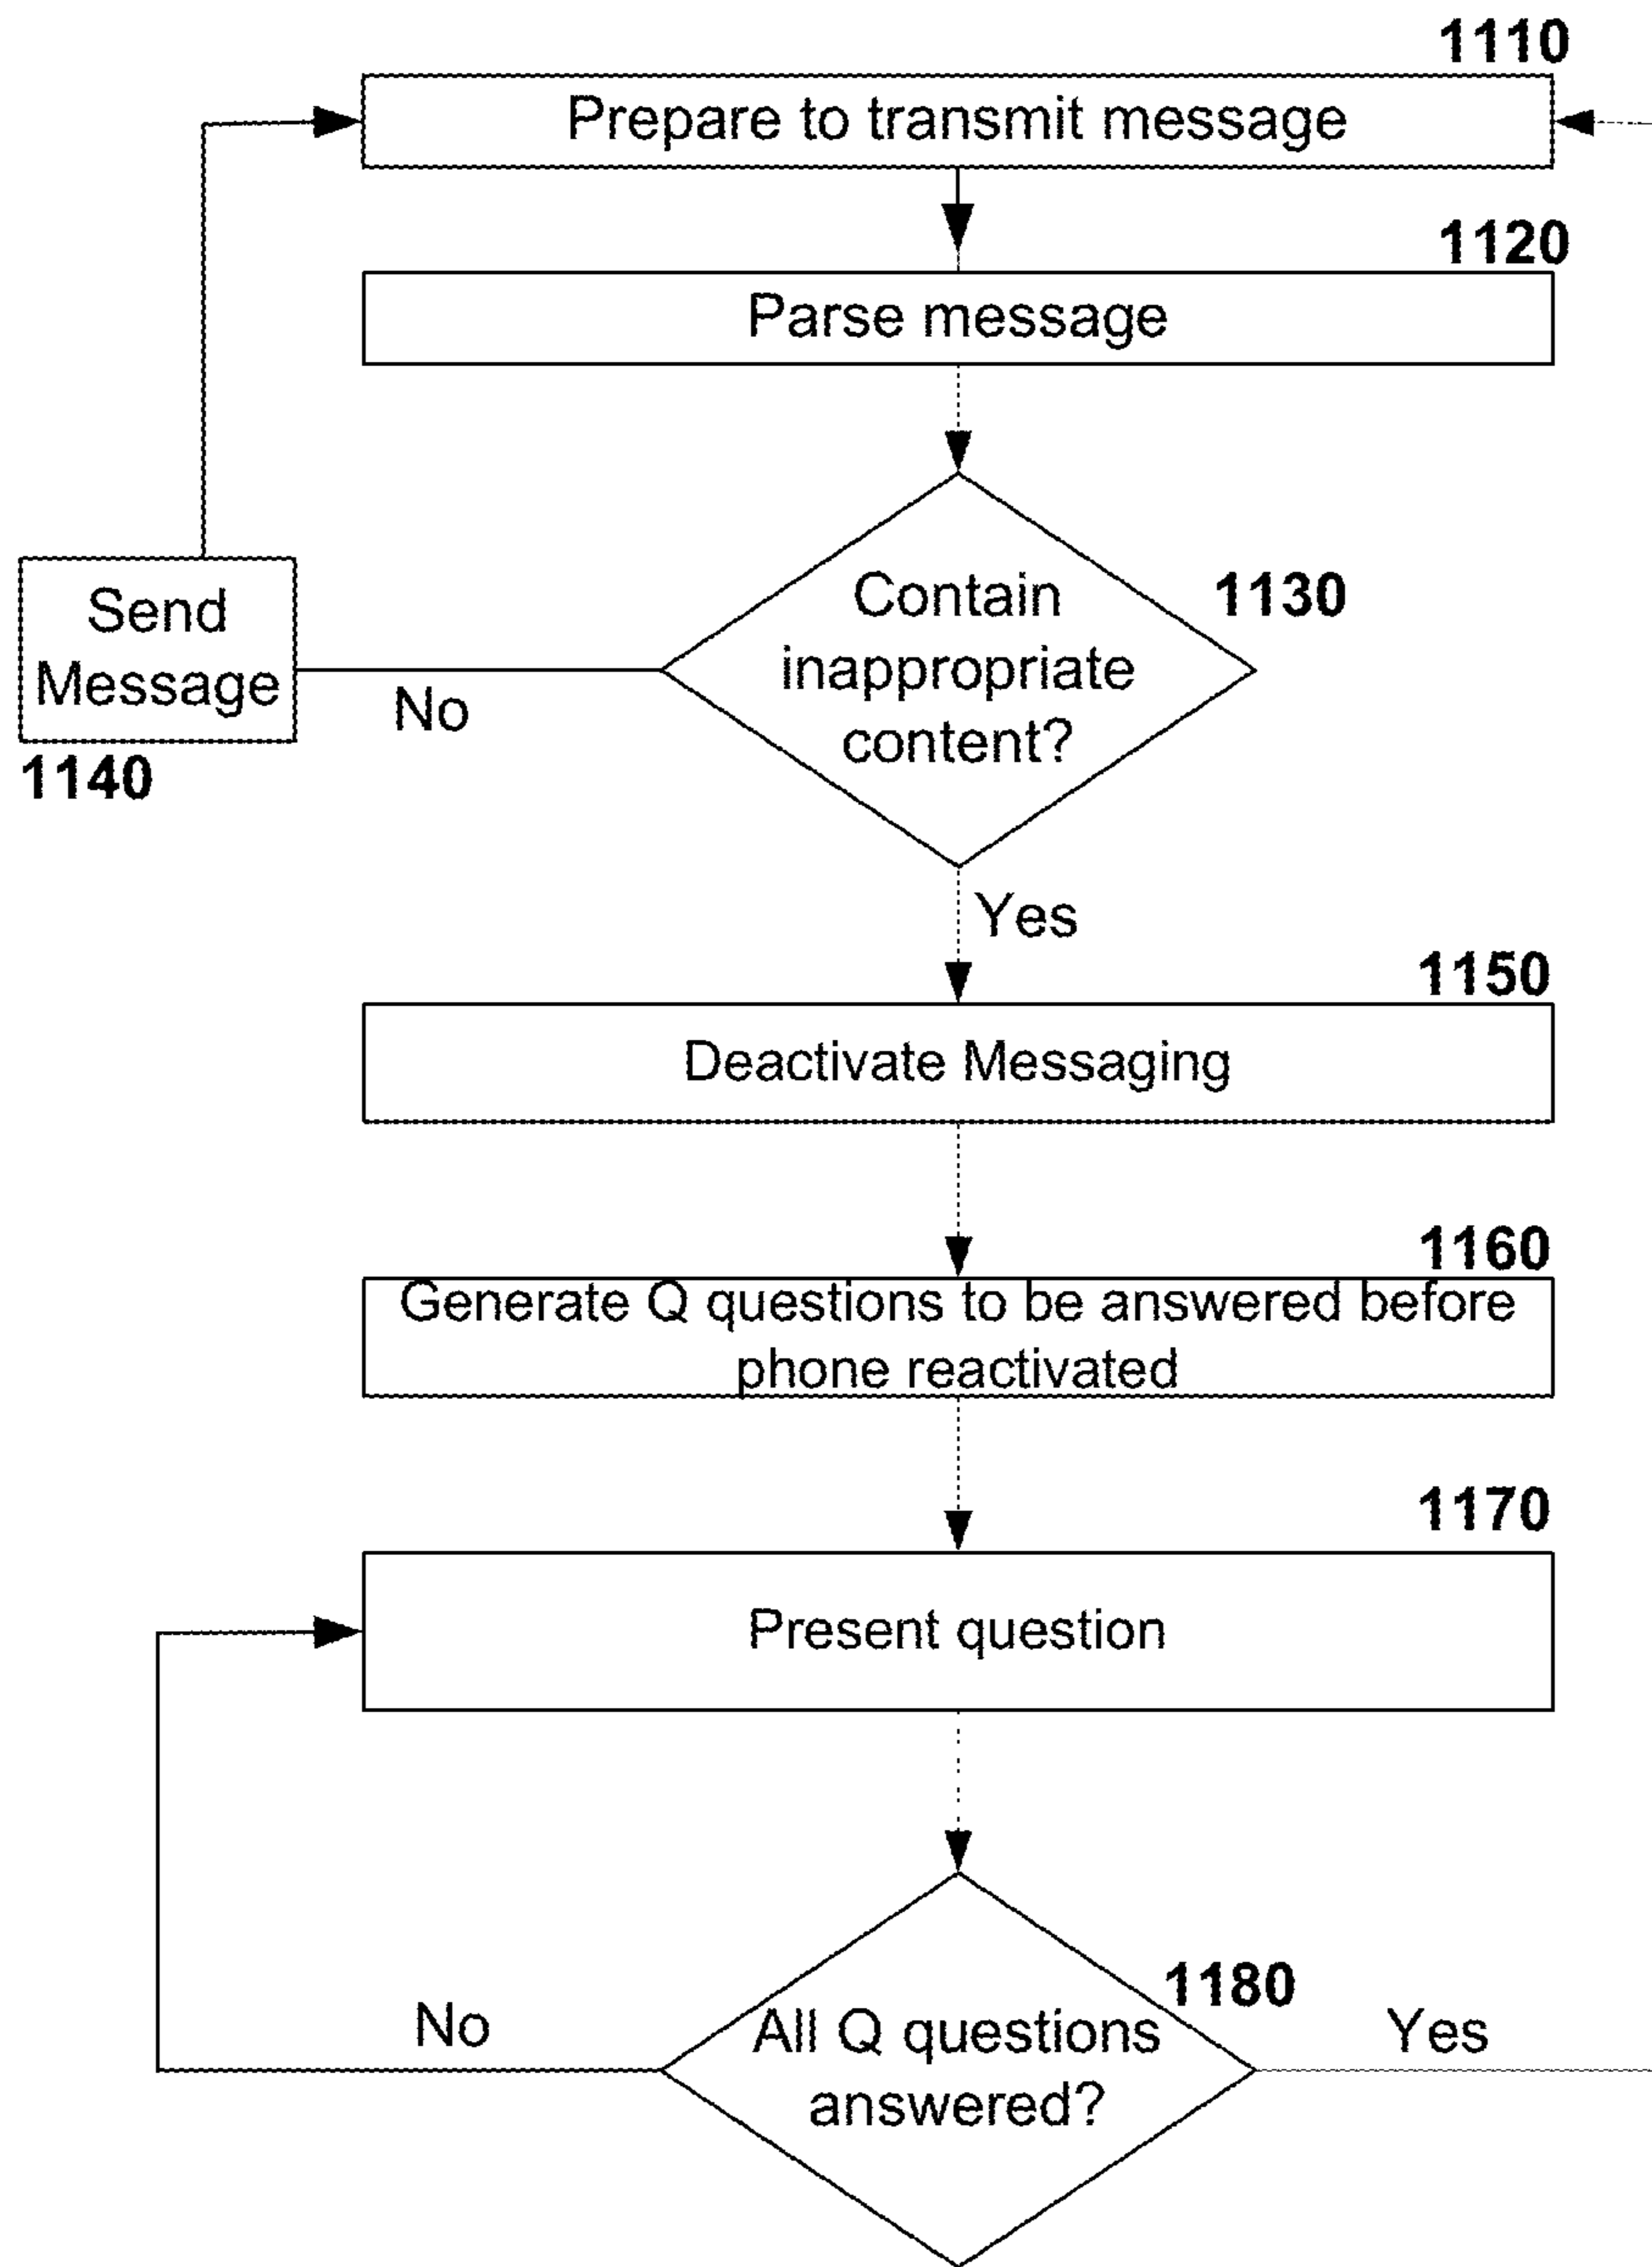 1110
Prepare to transmit message
1120
Parse message
Contain
inappropriate
content?
1130
Send
Message
No
1140
Yes
1150
Deactivate Messaging
1160
Generate Q questions to be answered before
phone reactivated
1170
Present question
1180
No
All Q questions
answered?
Yes